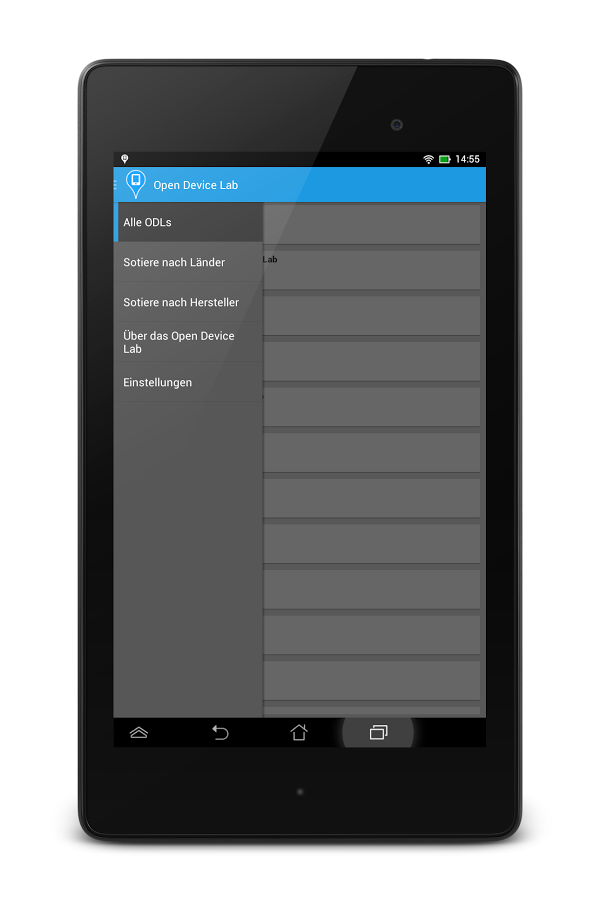 14:55
Open Device Lab
Alle ODLs
Lab
Sotiere nach Länder
Sotiere nach Hersteller
Über das Open Device
Lab
Einstellungen